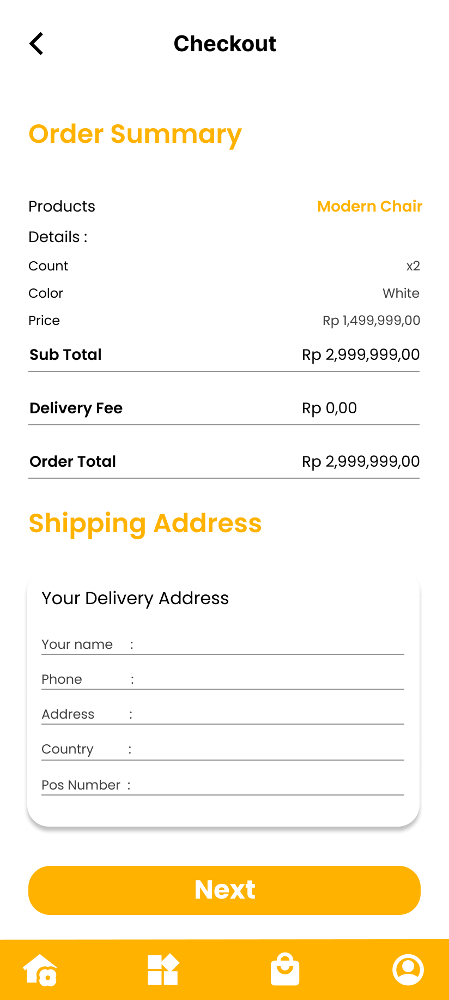 Checkout
Order Summary
Products Modern Chair
Details :
Count x2
Color White
Price Rp 1,499,999,00
Sub Total Rp 2,999,999,00
Delivery Fee Rp 0,00
Order Total Rp 2,999,999,00
Shipping Address
Your Delivery Address
Your name :
Phone :
Address :
Country :
Pos Number :
Next